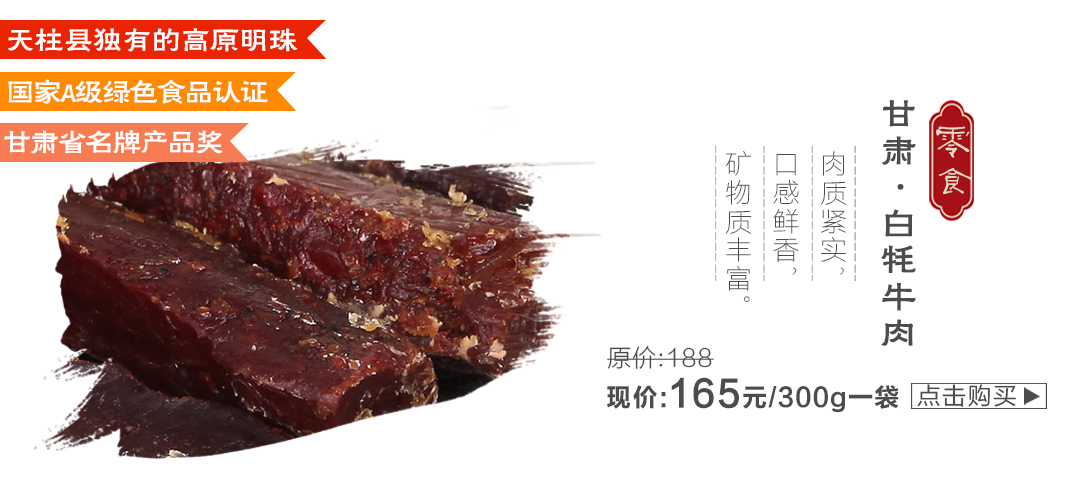 天柱县独有的高原明珠
国家A级绿色食品认证
甘肃省名牌产品奖
零食
甘肃·白牦牛肉
肉质紧实，
口感鲜香，
矿物质丰富。
原价:188
现价:165元/300g一袋
点击购买▶